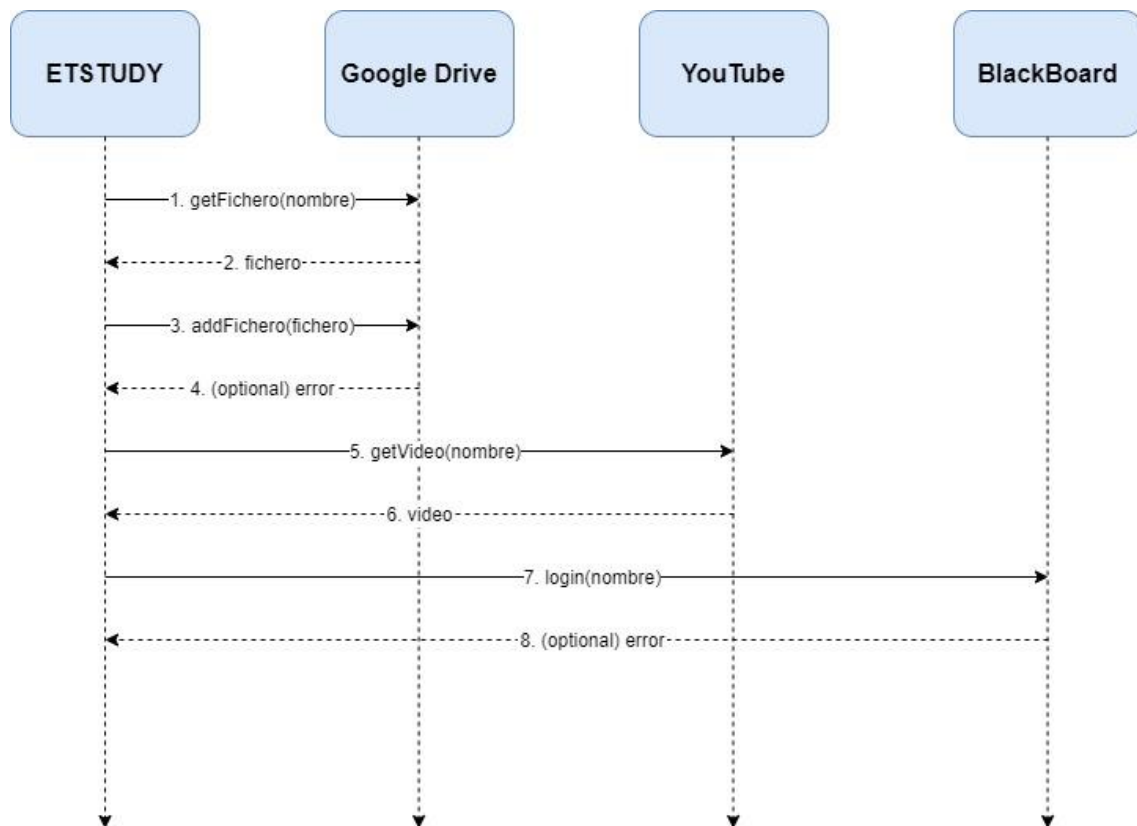 ETSTUDY
Google Drive
YouTube
BlackBoard
1. getFichero(nombre)
2. fichero
3. addFichero(fichero)
4. (optional) error
5. getVideo(nombre)
6. video
7. login(nombre)
8. (optional) error